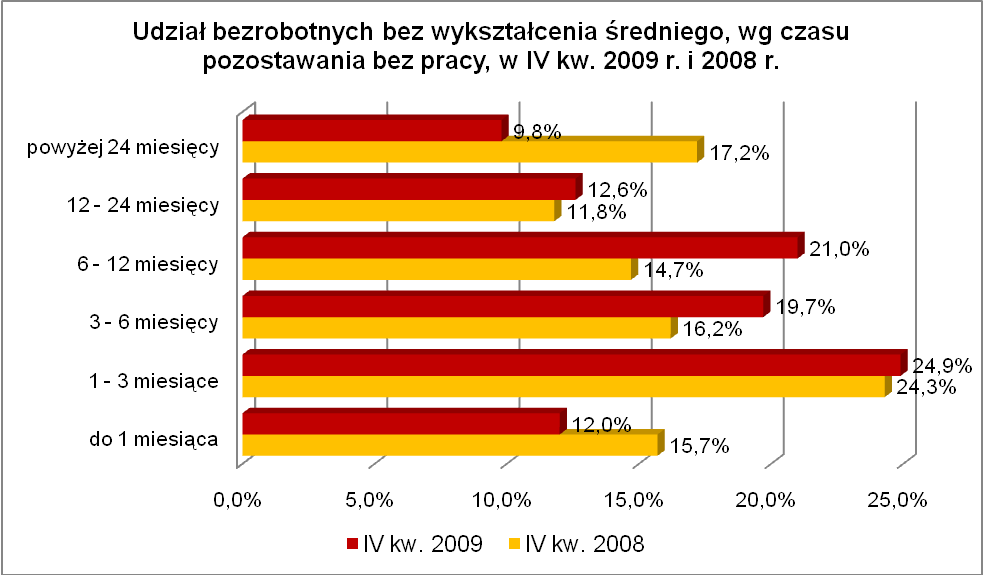 Udział bezrobotnych bez wykształcenia średniego, wg czasu
pozostawania bez pracy, w IV kw. 2009 r. i 2008 r.
powyżej 24 miesięcy
9,8%
17,2%
12 - 24 miesięcy
12,6%
11,8%
6 - 12 miesięcy
21,0%
14,7%
3 - 6 miesięcy
19,7%
16,2%
1 - 3 miesiące
24,9%
24,3%
do 1 miesiąca
12,0%
15,7%
0,0% 5,0% 10,0% 15,0% 20,0% 25,0%
IV kw. 2009 IV kw. 2008